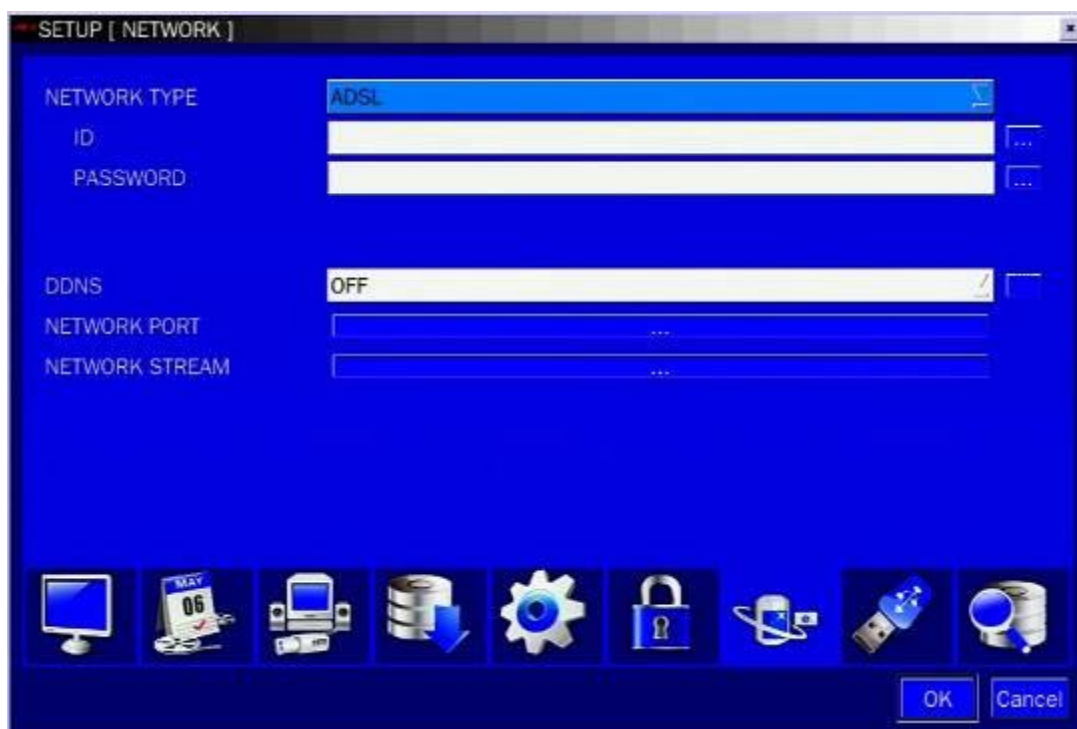 SETUP [ NETWORK ]
NETWORK TYPE ADSL
ID ...
PASSWORD ...
DDNS OFF
NETWORK PORT ...
NETWORK STREAM ...
MAY
06
OK Cancel